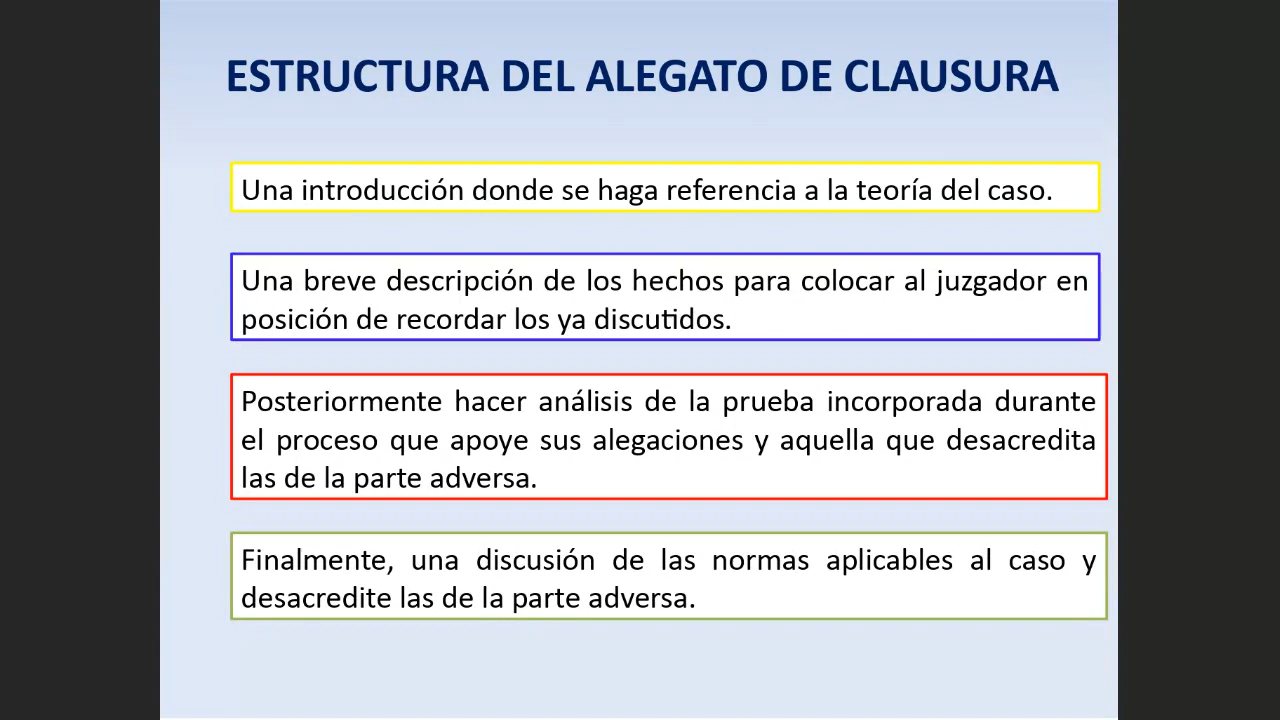 ESTRUCTURA DEL ALEGATO DE CLAUSURA
Una introducción donde se haga referencia a la teoría del caso.
Una breve descripción de los hechos para colocar al juzgador en
posición de recordar los ya discutidos.
Posteriormente hacer análisis de la prueba incorporada durante
el proceso que apoye sus alegaciones y aquella que desacredita
las de la parte adversa.
Finalmente, una discusión de las normas aplicables al caso y
desacredite las de la parte adversa.